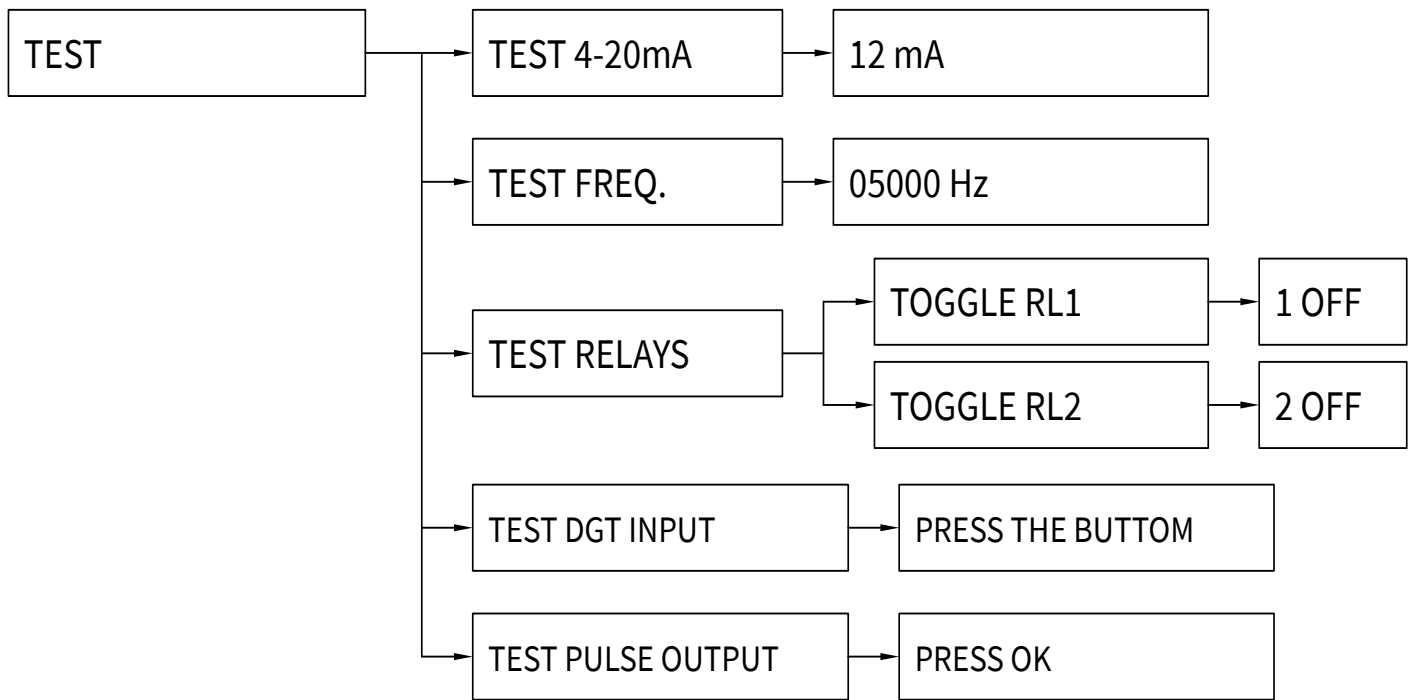 TEST
TEST 4-20mA
12 mA
TEST FREQ.
05000 Hz
TEST RELAYS
TOGGLE RL1
1 OFF
TOGGLE RL2
2 OFF
TEST DGT INPUT
PRESS THE BUTTOM
TEST PULSE OUTPUT
PRESS OK